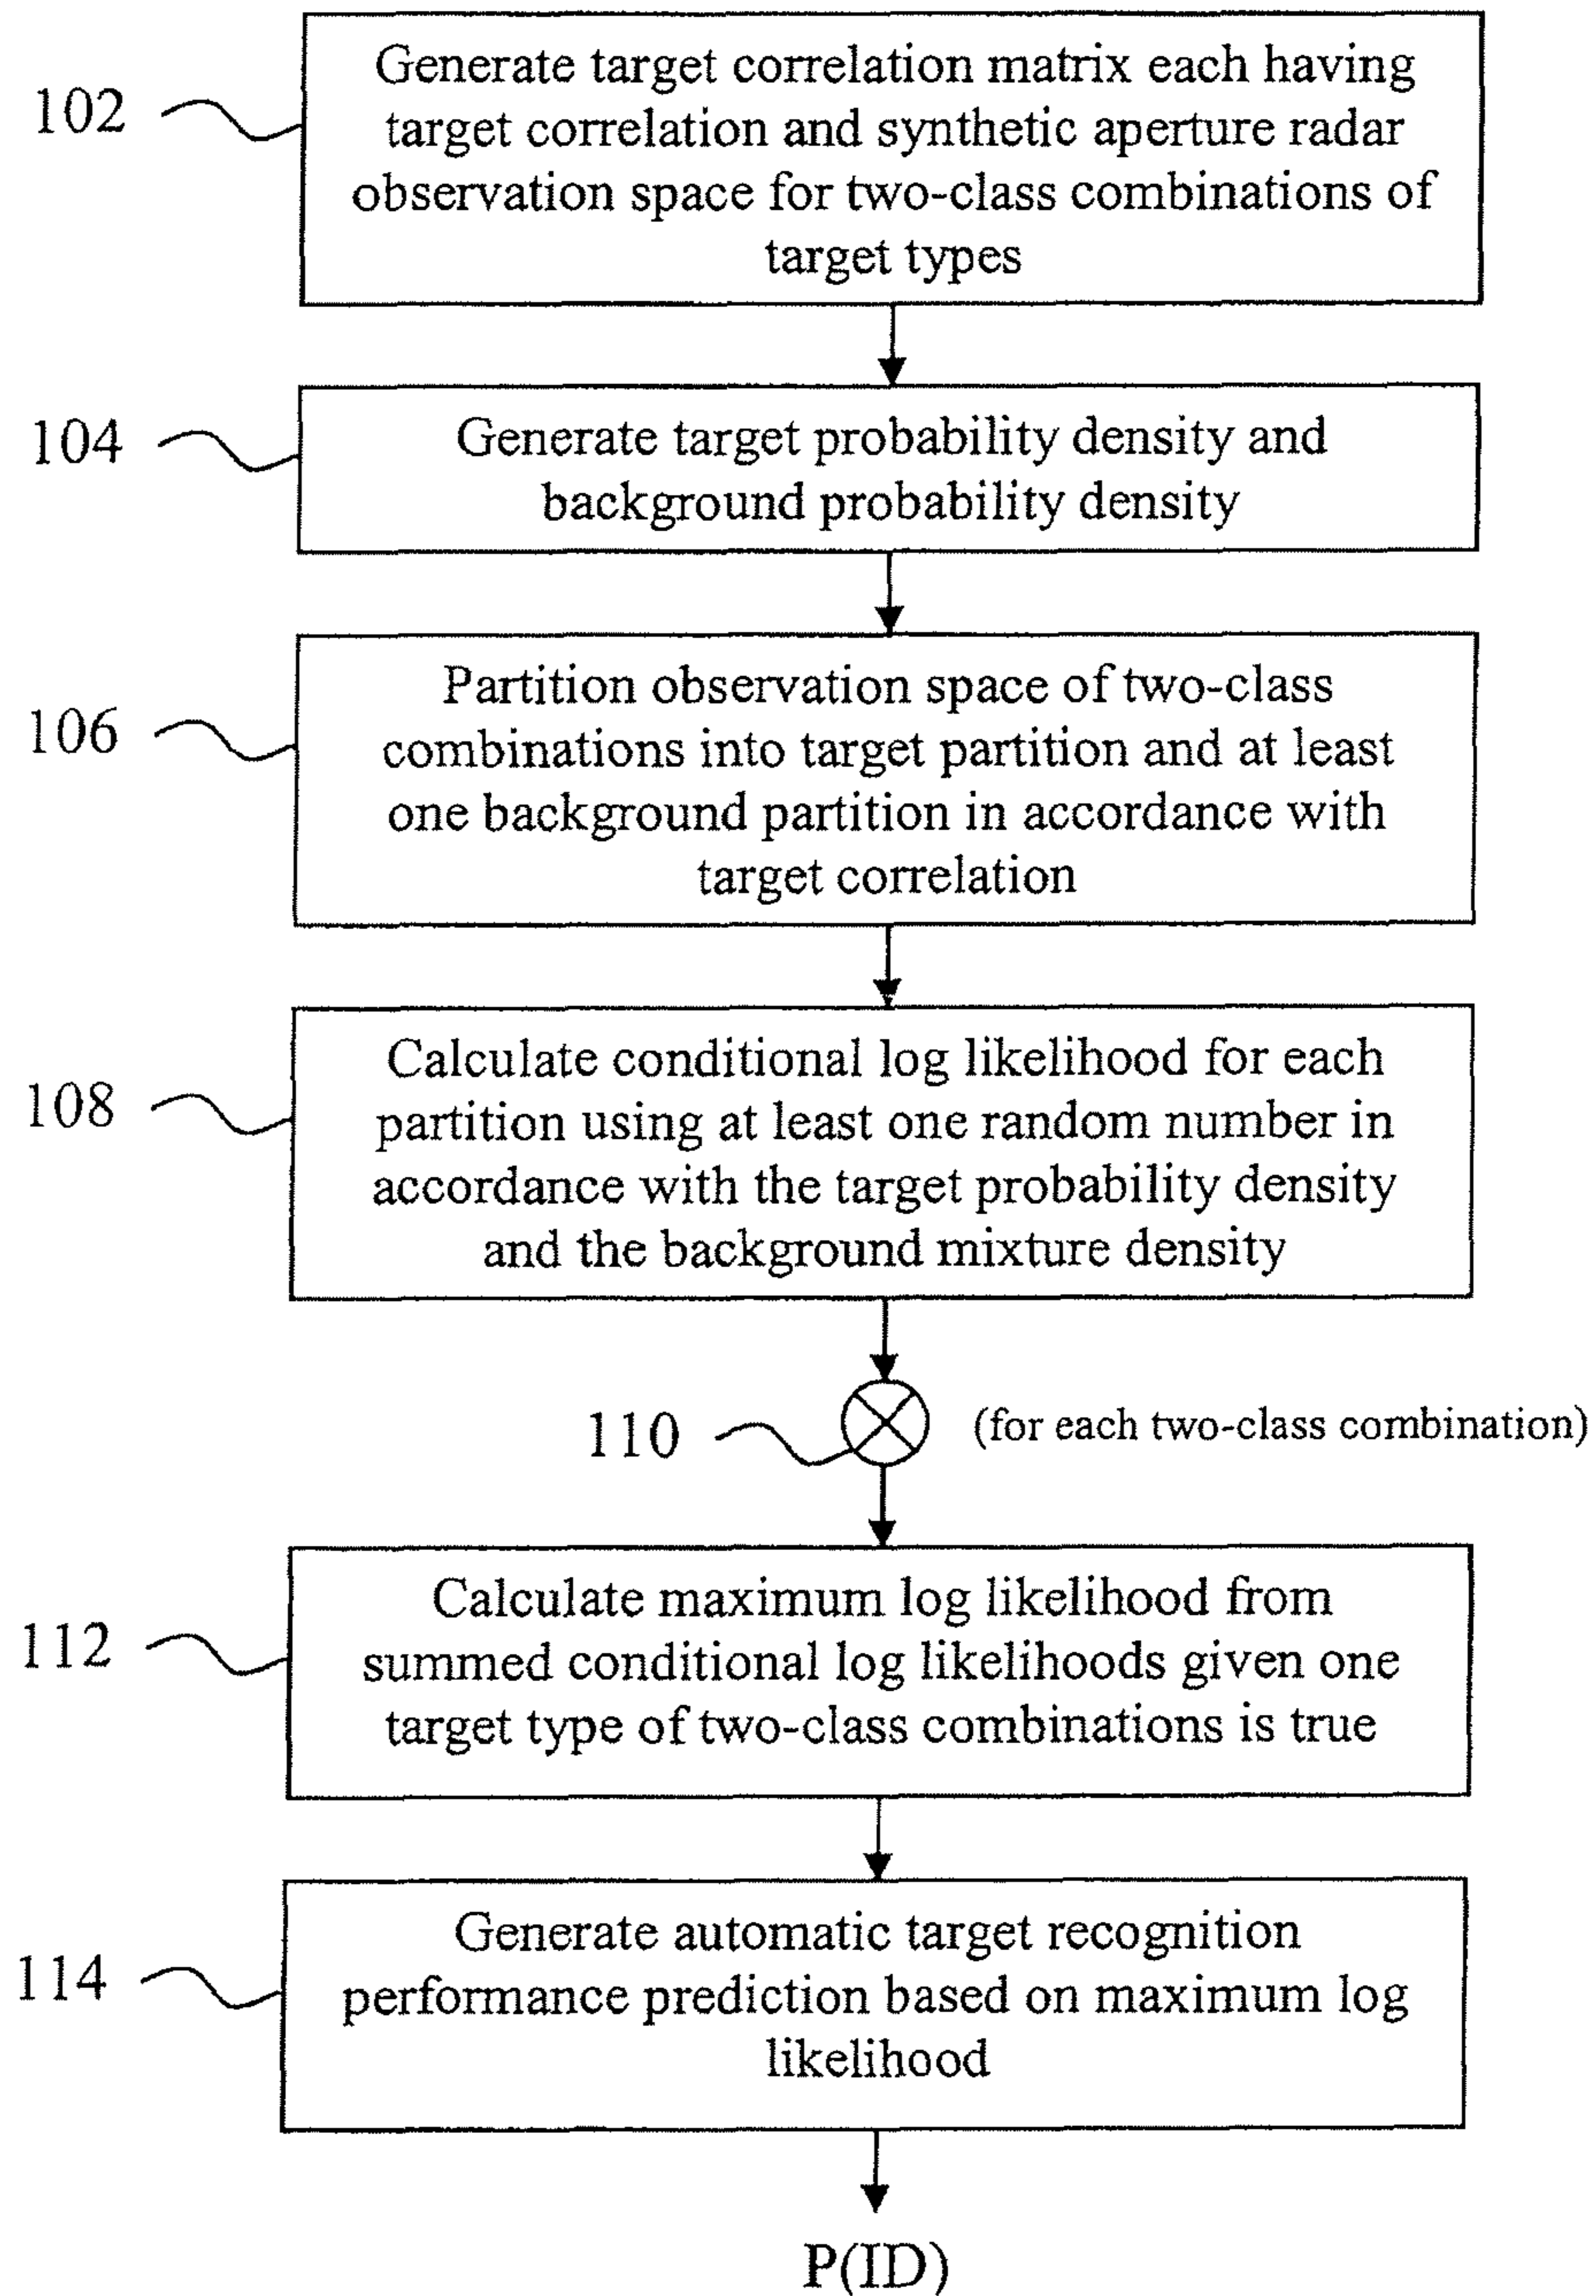 102
Generate target correlation matrix each having
target correlation and synthetic aperture radar
observation space for two-class combinations of
target types
104
Generate target probability density and
background probability density
106
Partition observation space of two-class
combinations into target partition and at least
one background partition in accordance with
target correlation
108
Calculate conditional log likelihood for each
partition using at least one random number in
accordance with the target probability density
and the background mixture density
110
(for each two-class combination)
112
Calculate maximum log likelihood from
summed conditional log likelihoods given one
target type of two-class combinations is true
114
Generate automatic target recognition
performance prediction based on maximum log
likelihood
P(ID)